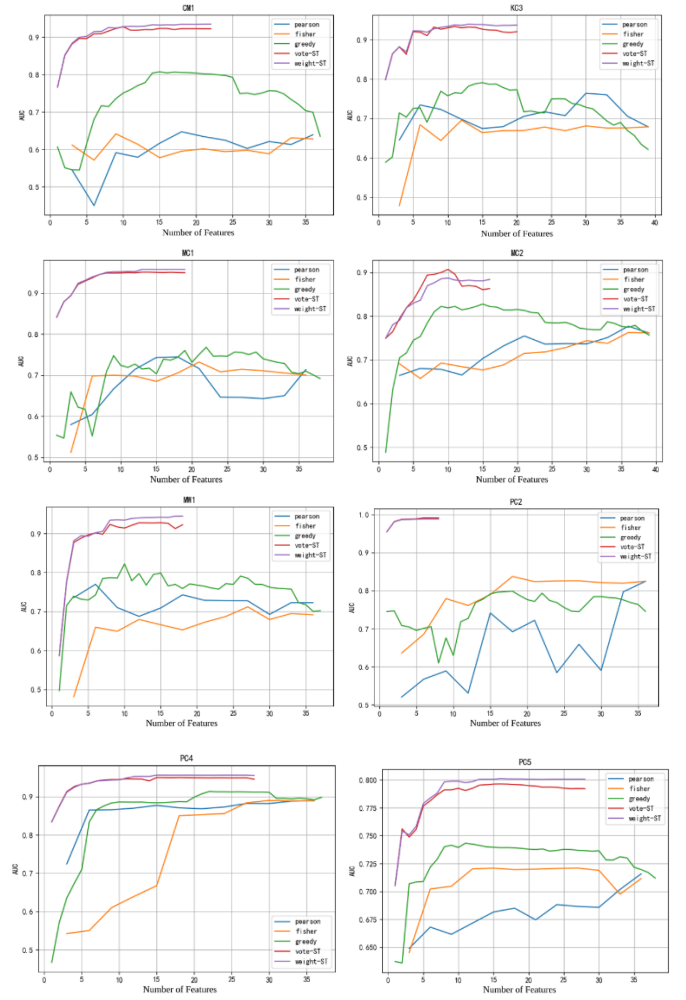 CM1
0.9
0.8
0.7
0.6
0.5
AUC
pearson
fisher
greedy
vote-ST
weight-ST
0 5 10 15 20 25 30 35
Number of Features
KC3
0.9
0.8
0.7
0.6
0.5
AUC
pearson
fisher
greedy
vote-ST
weight-ST
0 5 10 15 20 25 30 35 40
Number of Features
MC1
0.9
0.8
0.7
0.6
0.5
AUC
pearson
fisher
greedy
vote-ST
weight-ST
0 5 10 15 20 25 30 35
Number of Features
MC2
0.9
0.8
0.7
0.6
0.5
AUC
pearson
fisher
greedy
vote-ST
weight-ST
0 5 10 15 20 25 30 35 40
Number of Features
MW1
0.9
0.8
0.7
0.6
0.5
AUC
pearson
fisher
greedy
vote-ST
weight-ST
0 5 10 15 20 25 30 35
Number of Features
PC2
1.0
0.9
0.8
0.7
0.6
0.5
AUC
pearson
fisher
greedy
vote-ST
weight-ST
0 5 10 15 20 25 30 35
Number of Features
PC4
0.9
0.8
0.7
0.6
0.5
AUC
pearson
fisher
greedy
vote-ST
weight-ST
0 5 10 15 20 25 30 35
Number of Features
PC5
0.800
0.775
0.750
0.725
0.700
0.675
0.650
AUC
pearson
fisher
greedy
vote-ST
weight-ST
0 5 10 15 20 25 30 35
Number of Features